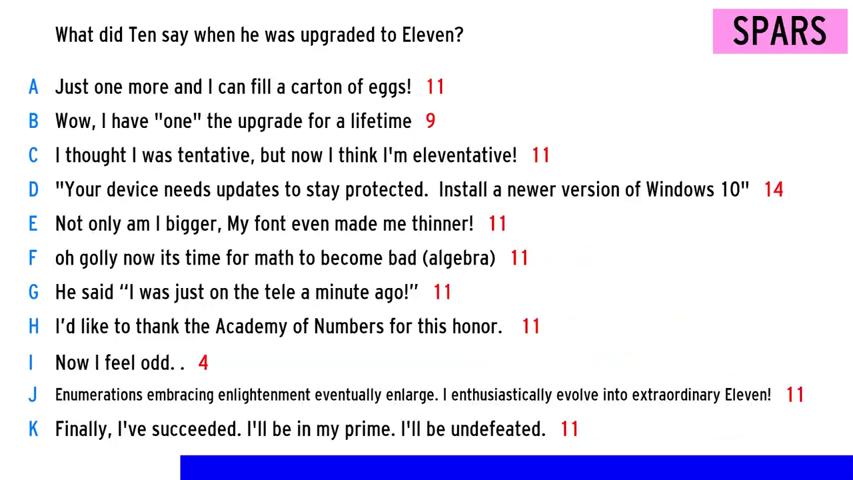 What did Ten say when he was upgraded to Eleven?
SPARS
A Just one more and I can fill a carton of eggs! 11
B Wow, I have "one" the upgrade for a lifetime 9
C I thought I was tentative, but now I think I'm eleventative! 11
D "Your device needs updates to stay protected. Install a newer version of Windows 10" 14
E Not only am I bigger, My font even made me thinner! 11
F oh golly now its time for math to become bad (algebra) 11
G He said “I was just on the tele a minute ago!” 11
H I’d like to thank the Academy of Numbers for this honor. 11
I Now I feel odd. . 4
J Enumerations embracing enlightenment eventually enlarge. I enthusiastically evolve into extraordinary Eleven! 11
K Finally, I've succeeded. I'll be in my prime. I'll be undefeated. 11